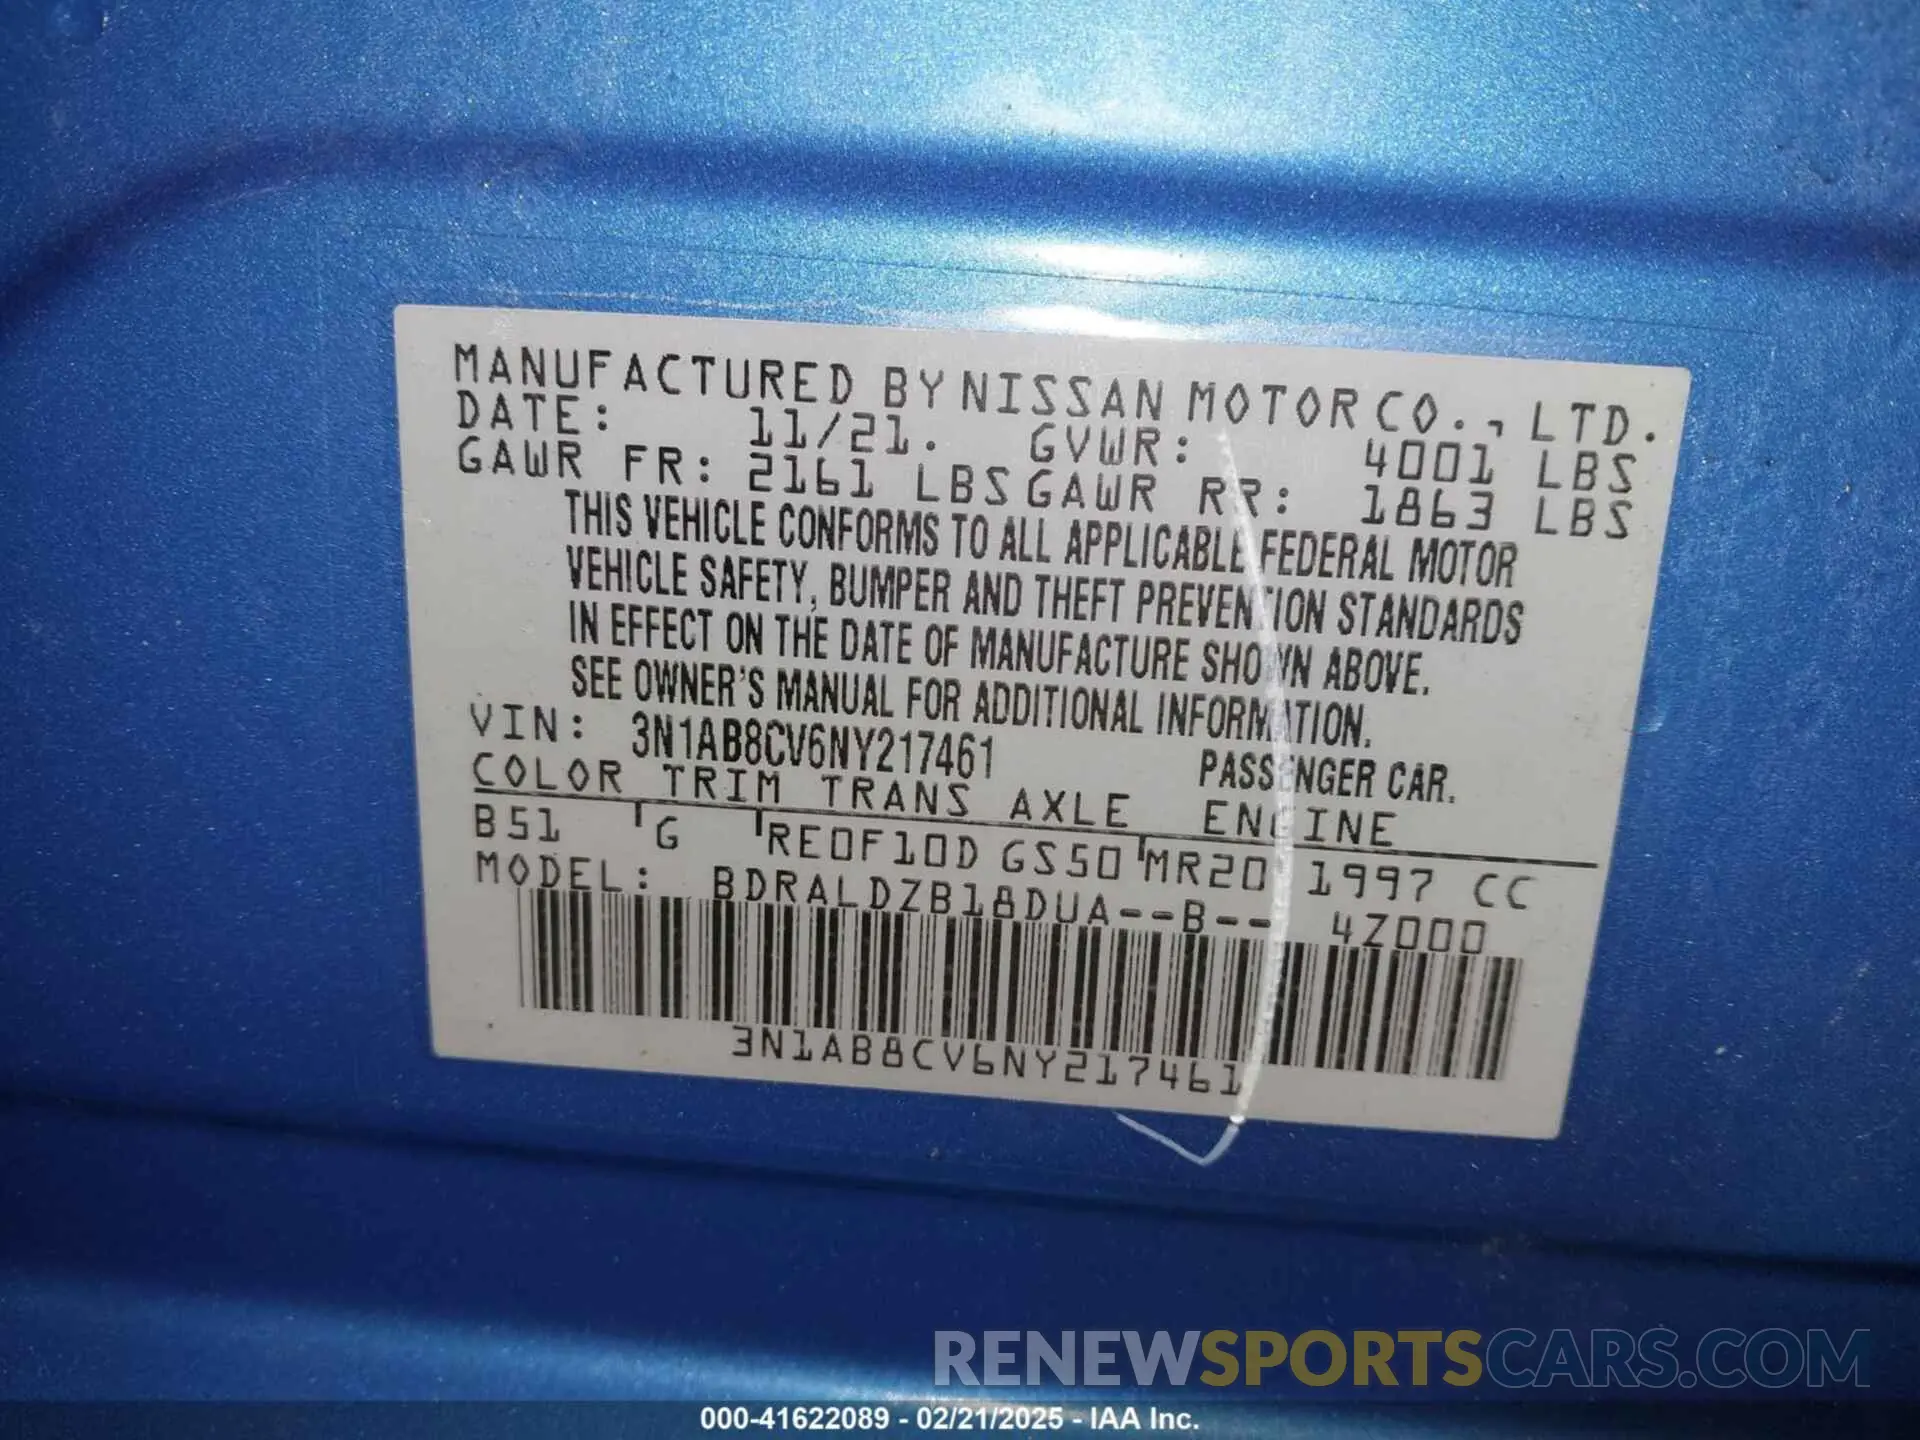 MANUFACTURED BY NISSAN MOTOR CO., LTD.
DATE: 11/21. GVWR: 4001 LBS
GAWR FR: 2161 LBS GAWR RR: 1863 LBS
THIS VEHICLE CONFORMS TO ALL APPLICABLE FEDERAL MOTOR
VEHICLE SAFETY, BUMPER AND THEFT PREVENTION STANDARDS
IN EFFECT ON THE DATE OF MANUFACTURE SHOWN ABOVE.
SEE OWNER'S MANUAL FOR ADDITIONAL INFORMATION.
VIN: 3N1AB8CV6NY217461 PASSENGER CAR.
COLOR TRIM TRANS AXLE ENGINE
B51 G RE0F10D GS50 MR20 1997 CC
MODEL: BDRALDZB18DUA--B-- 4Z000
3N1AB8CV6NY217461
RENEWSPORTSCARS.COM
000-41622089 - 02/21/2025 - IAA Inc.